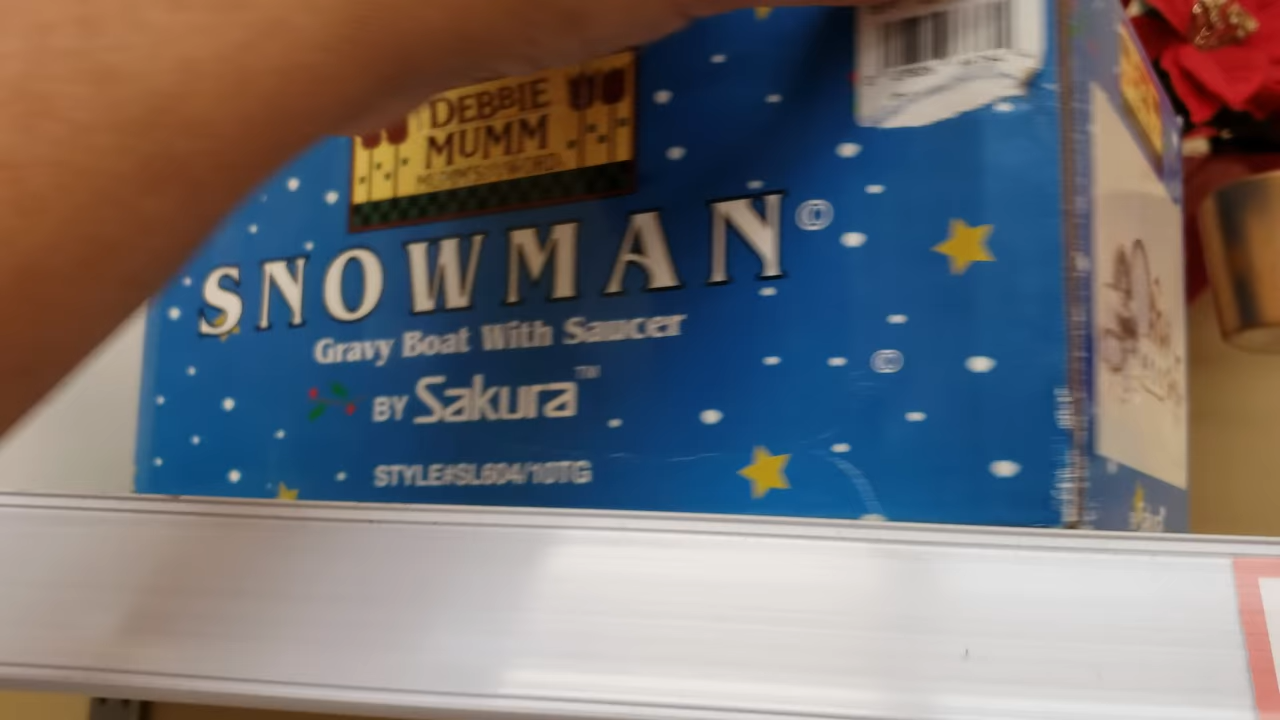 DEBBIE
MUMM
SNOWMAN©
Gravy Boat With Saucer
BY Sakura™
STYLE#SL604/10TG
©